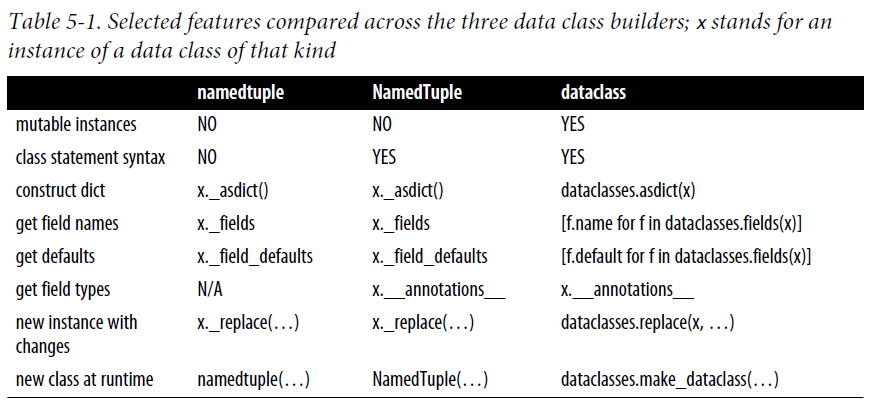 Table 5-1. Selected features compared across the three data class builders; x stands for an
instance of a data class of that kind
namedtuple NamedTuple dataclass
mutable instances NO NO YES
class statement syntax NO YES YES
construct dict x._asdict() x._asdict() dataclasses.asdict(x)
get field names x._fields x._fields [f.name for f in dataclasses.fields(x)]
get defaults x._field_defaults x._field_defaults [f.default for f in dataclasses.fields(x)]
get field types N/A x.__annotations__ x.__annotations__
new instance with x._replace(…) x._replace(…) dataclasses.replace(x, …)
changes
new class at runtime namedtuple(…) NamedTuple(…) dataclasses.make_dataclass(…)